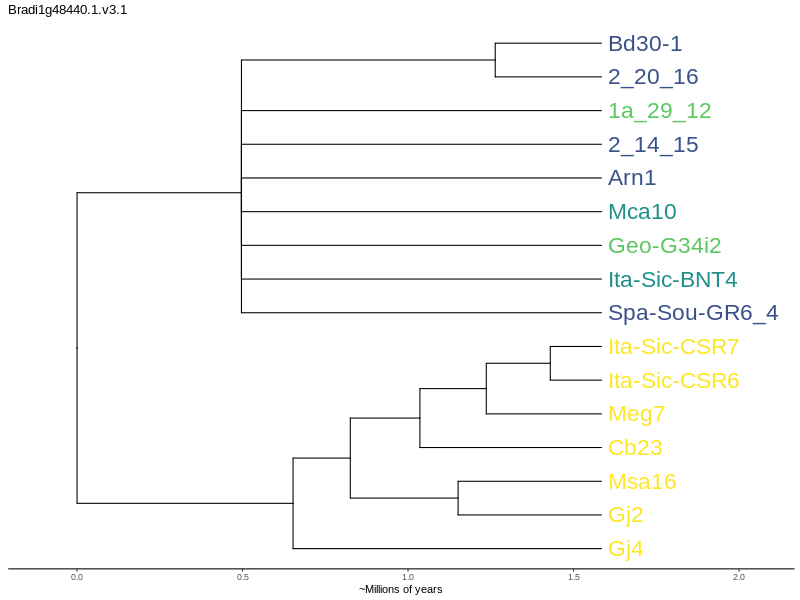 Bradi1g48440.1.v3.1
Bd30-1
2_20_16
1a_29_12
2_14_15
Arn1
Mca10
Geo-G34i2
Ita-Sic-BNT4
Spa-Sou-GR6_4
Ita-Sic-CSR7
Ita-Sic-CSR6
Meg7
Cb23
Msa16
Gj2
Gj4
0.0 0.5 1.0 1.5 2.0
~Millions of years